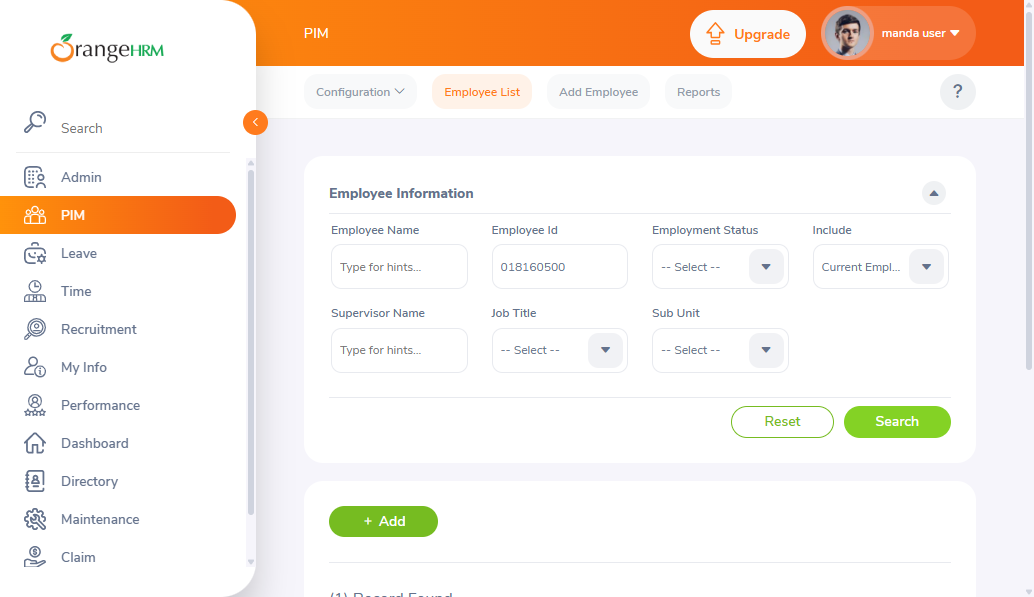 OrangeHRM
Search
Admin
PIM
Leave
Time
Recruitment
My Info
Performance
Dashboard
Directory
Maintenance
Claim
PIM
Upgrade
manda user
Configuration
Employee List
Add Employee
Reports
?
Employee Information
Employee Name
Employee Id
Employment Status
Include
Type for hints...
018160500
-- Select --
Current Empl...
Supervisor Name
Job Title
Sub Unit
Type for hints...
-- Select --
-- Select --
Reset
Search
+ Add
(1) Record Found